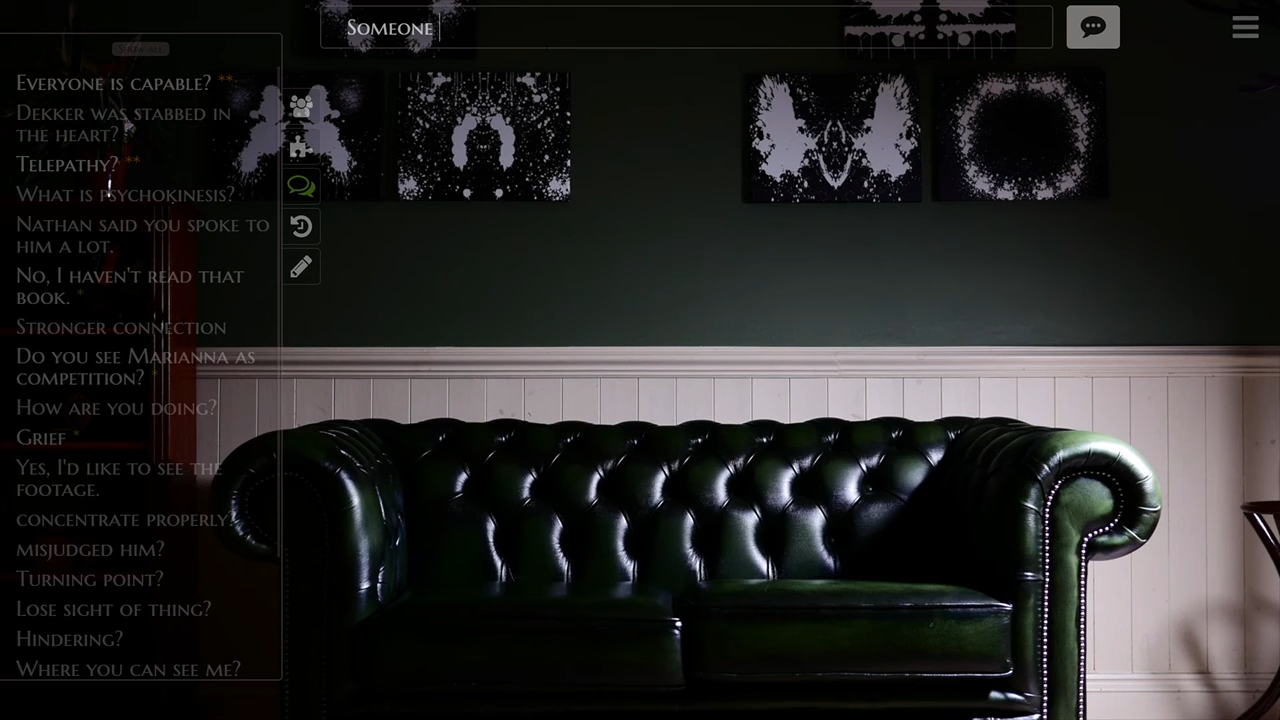 Someone
Show all
Everyone is capable? **
Dekker was stabbed in
the heart? *
Telepathy? **
What is psychokinesis?
Nathan said you spoke to
him a lot.
No, I haven't read that
book. *
Stronger connection
Do you see Marianna as
competition? *
How are you doing?
Grief *
Yes, I'd like to see the
footage.
concentrate properly?
misjudged him?
Turning point?
Lose sight of thing?
Hindering?
Where you can see me?